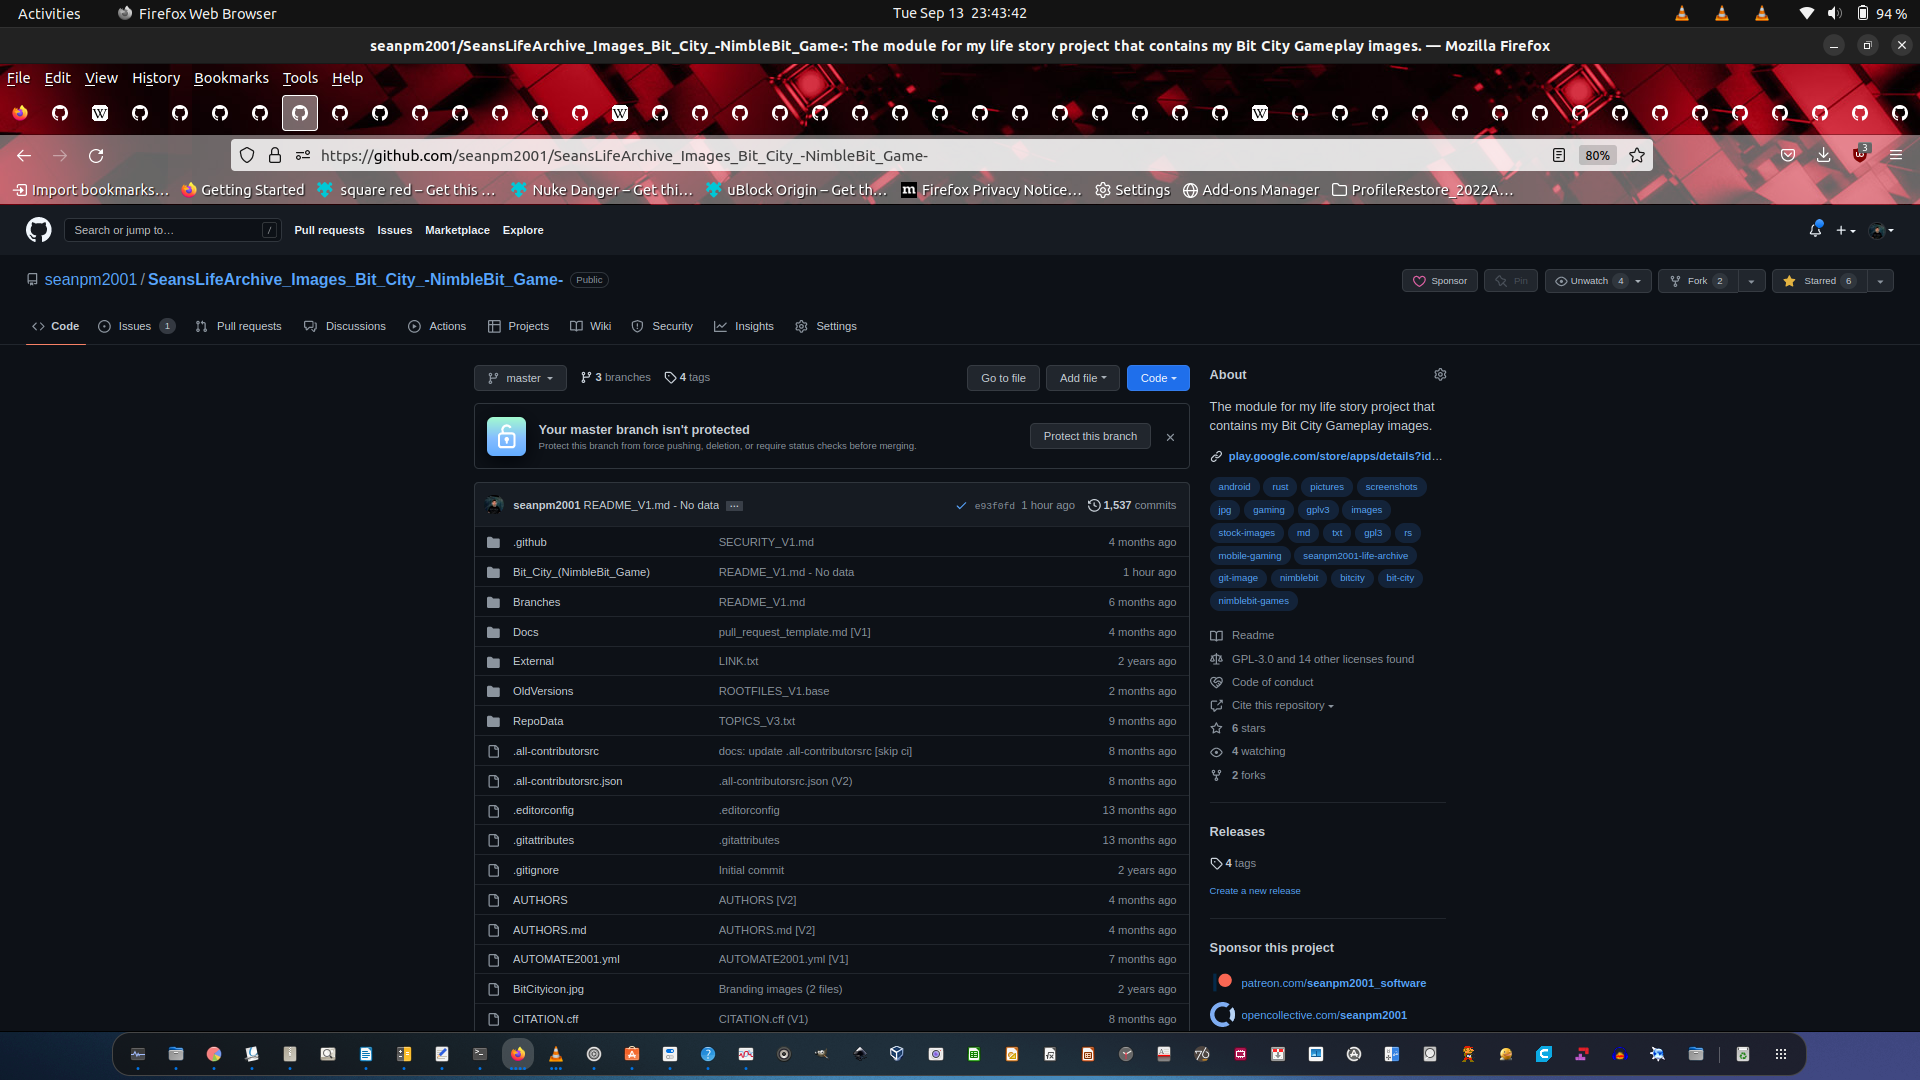 Activities
Firefox Web Browser
Tue Sep 13  23:43:42
94 %
seanpm2001/SeansLifeArchive_Images_Bit_City_-NimbleBit_Game-: The module for my life story project that contains my Bit City Gameplay images. — Mozilla Firefox
File Edit View History Bookmarks Tools Help
https://github.com/seanpm2001/SeansLifeArchive_Images_Bit_City_-NimbleBit_Game-
80%
3
Import bookmarks…
Getting Started
square red – Get this …
Nuke Danger – Get thi…
uBlock Origin – Get th…
Firefox Privacy Notice…
Settings
Add-ons Manager
ProfileRestore_2022A…
Search or jump to…
/
Pull requests Issues Marketplace Explore
seanpm2001 / SeansLifeArchive_Images_Bit_City_-NimbleBit_Game-
Public
Sponsor
Pin
Unwatch 4
Fork 2
Starred 6
Code
Issues 1
Pull requests
Discussions
Actions
Projects
Wiki
Security
Insights
Settings
master
3 branches
4 tags
Go to file
Add file
Code
Your master branch isn't protected
Protect this branch from force pushing, deletion, or require status checks before merging.
Protect this branch
seanpm2001 README_V1.md - No data
e93f0fd 1 hour ago
1,537 commits
.github SECURITY_V1.md 4 months ago
Bit_City_(NimbleBit_Game) README_V1.md - No data 1 hour ago
Branches README_V1.md 6 months ago
Docs pull_request_template.md [V1] 4 months ago
External LINK.txt 2 years ago
OldVersions ROOTFILES_V1.base 2 months ago
RepoData TOPICS_V3.txt 9 months ago
.all-contributorsrc docs: update .all-contributorsrc [skip ci] 8 months ago
.all-contributorsrc.json .all-contributorsrc.json (V2) 8 months ago
.editorconfig .editorconfig 13 months ago
.gitattributes .gitattributes 13 months ago
.gitignore Initial commit 2 years ago
AUTHORS AUTHORS [V2] 4 months ago
AUTHORS.md AUTHORS.md [V2] 4 months ago
AUTOMATE2001.yml AUTOMATE2001.yml [V1] 7 months ago
BitCityicon.jpg Branding images (2 files) 2 years ago
CITATION.cff CITATION.cff (V1) 8 months ago
About
The module for my life story project that
contains my Bit City Gameplay images.
play.google.com/store/apps/details?id…
android rust pictures screenshots
jpg gaming gplv3 images
stock-images md txt gpl3 rs
mobile-gaming seanpm2001-life-archive
git-image nimblebit bitcity bit-city
nimblebit-games
Readme
GPL-3.0 and 14 other licenses found
Code of conduct
Cite this repository
6 stars
4 watching
2 forks
Releases
4 tags
Create a new release
Sponsor this project
patreon.com/seanpm2001_software
opencollective.com/seanpm2001